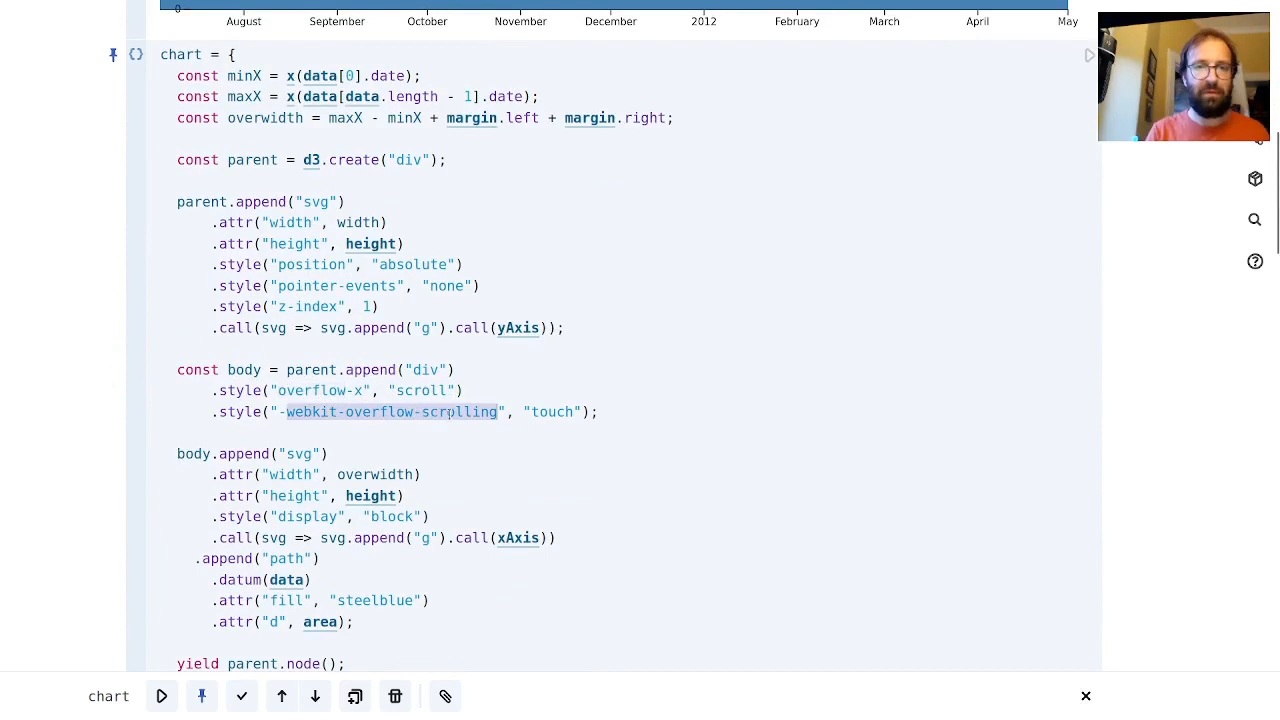 0
August September October November December 2012 February March April May
chart = {
const minX = x(data[0].date);
const maxX = x(data[data.length - 1].date);
const overwidth = maxX - minX + margin.left + margin.right;
const parent = d3.create("div");
parent.append("svg")
.attr("width", width)
.attr("height", height)
.style("position", "absolute")
.style("pointer-events", "none")
.style("z-index", 1)
.call(svg => svg.append("g").call(yAxis));
const body = parent.append("div")
.style("overflow-x", "scroll")
.style("-webkit-overflow-scrolling", "touch");
body.append("svg")
.attr("width", overwidth)
.attr("height", height)
.style("display", "block")
.call(svg => svg.append("g").call(xAxis))
.append("path")
.datum(data)
.attr("fill", "steelblue")
.attr("d", area);
yield parent.node();
chart